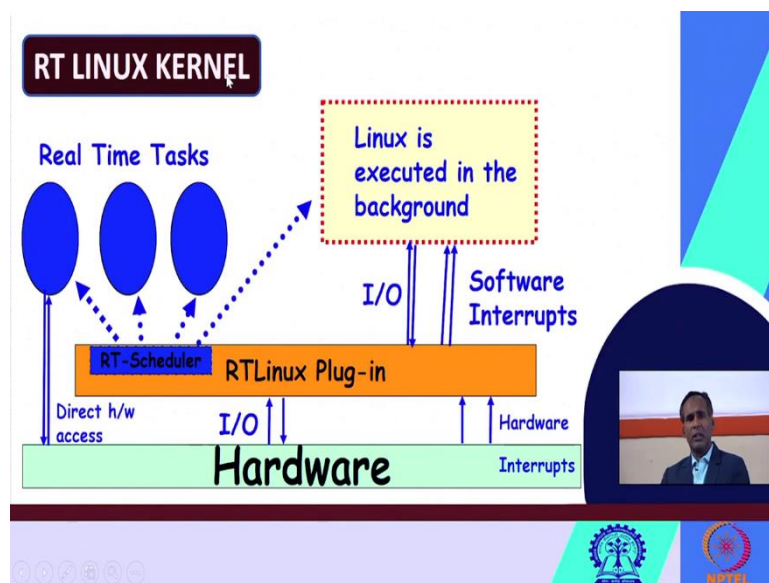 RT LINUX KERNEL
Real Time Tasks
Linux is
executed in the
background
I/O
Software
Interrupts
RT-Scheduler
RTLinux Plug-in
Direct h/w
access
I/O
Hardware
Hardware
Interrupts
NPTEL